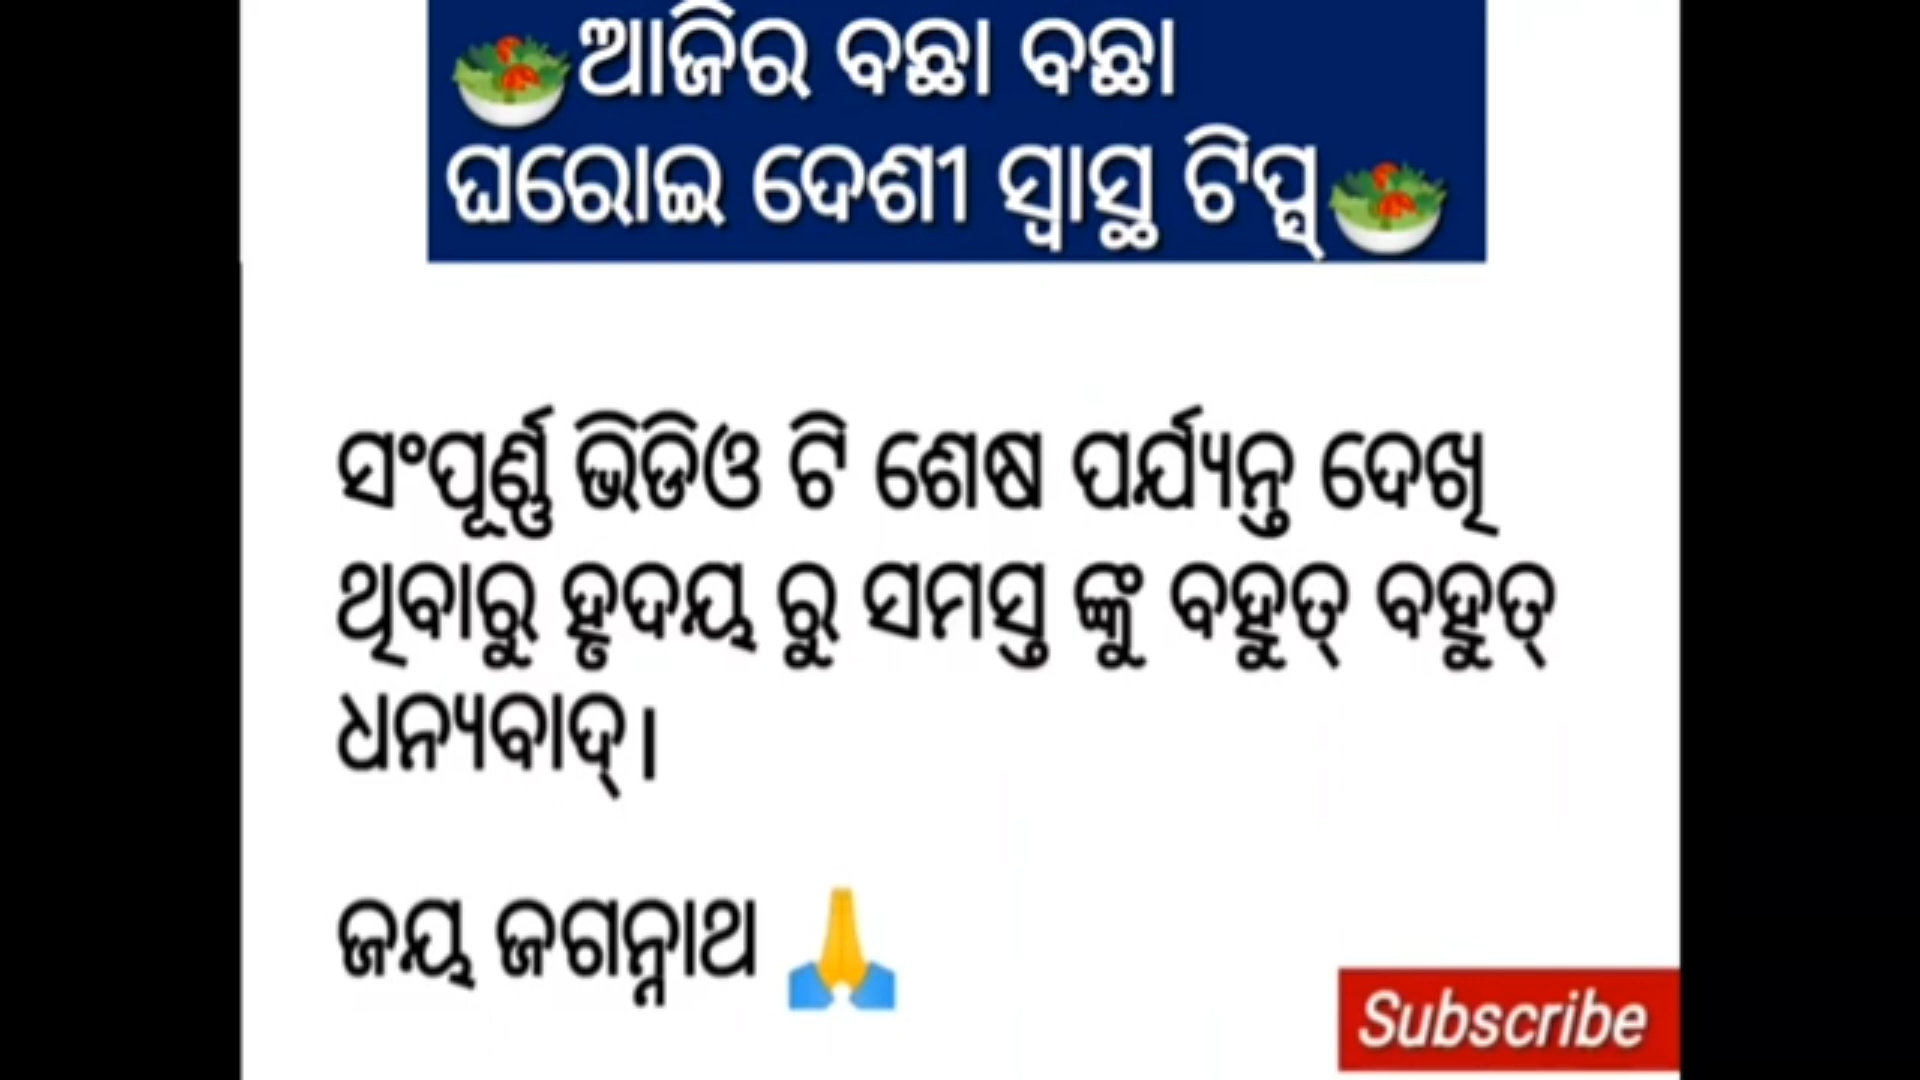 🥗ଆଜିର ବଛା ବଛା
ଘରୋଇ ଦେଶୀ ସ୍ୱାସ୍ଥ ଟିପ୍ସ୍🥗
ସଂପୂର୍ଣ୍ଣ ଭିଡିଓ ଟି ଶେଷ ପର୍ଯ୍ୟନ୍ତ ଦେଖି
ଥିବାରୁ ହୃଦୟ ରୁ ସମସ୍ତ ଙ୍କୁ ବହୁତ୍ ବହୁତ୍
ଧନ୍ୟବାଦ୍।
ଜୟ ଜଗନ୍ନାଥ 🙏
Subscribe